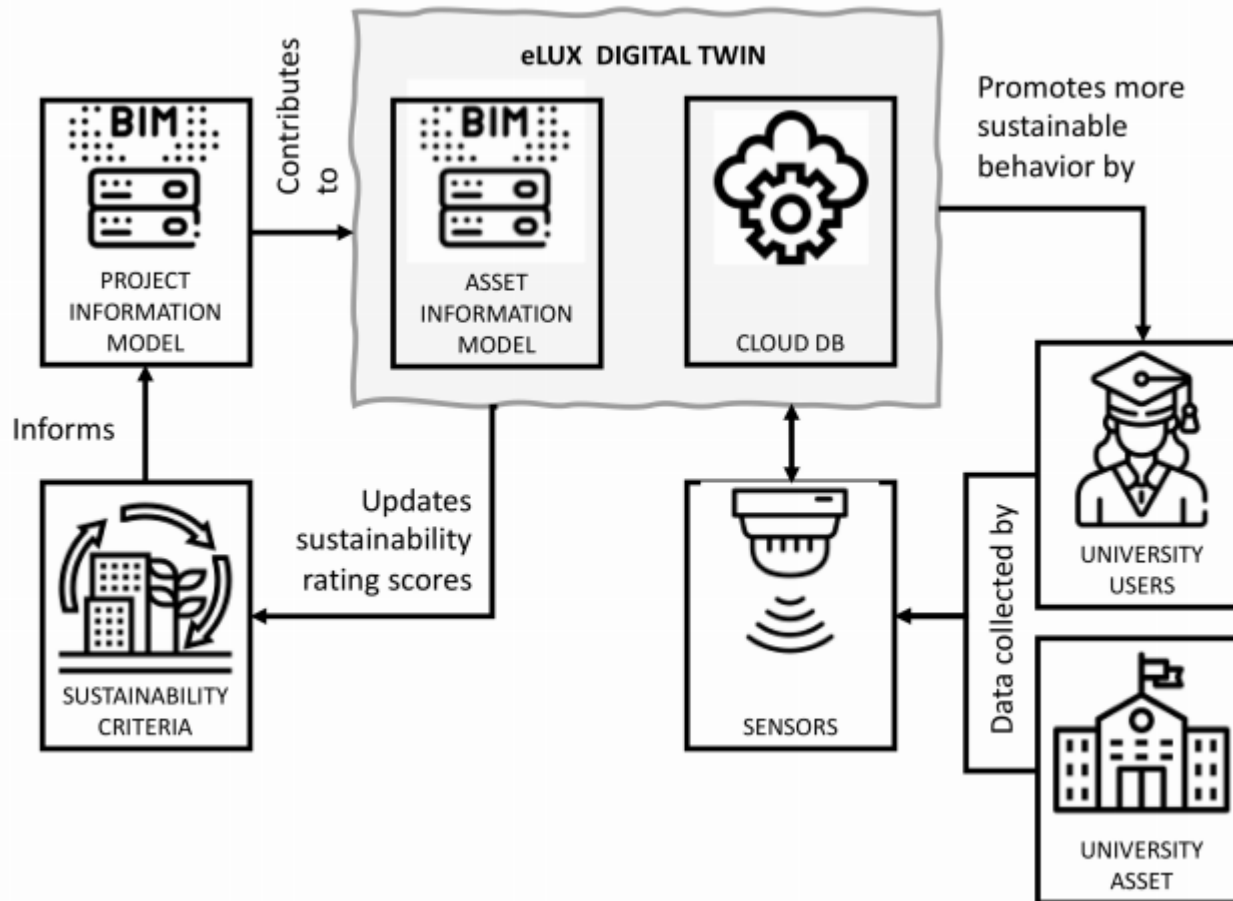 eLUX DIGITAL TWIN
BIM
PROJECT
INFORMATION
MODEL
Contributes
to
BIM
ASSET
INFORMATION
MODEL
CLOUD DB
Promotes more
sustainable
behavior by
Informs
Updates
sustainability
rating scores
SUSTAINABILITY
CRITERIA
SENSORS
Data collected by
UNIVERSITY
USERS
UNIVERSITY
ASSET